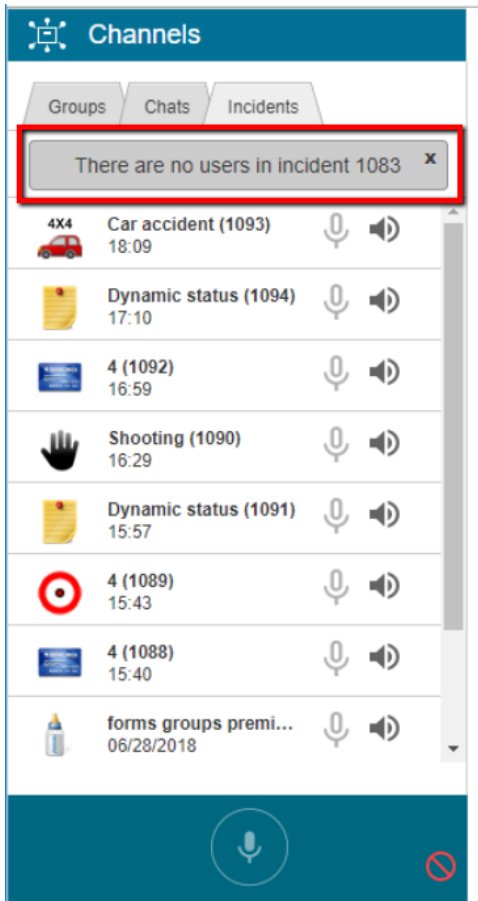 Channels
Groups Chats Incidents
There are no users in incident 1083 x
4X4
Car accident (1093)
18:09
Dynamic status (1094)
17:10
4 (1092)
16:59
Shooting (1090)
16:29
Dynamic status (1091)
15:57
4 (1089)
15:43
4 (1088)
15:40
forms groups premi...
06/28/2018